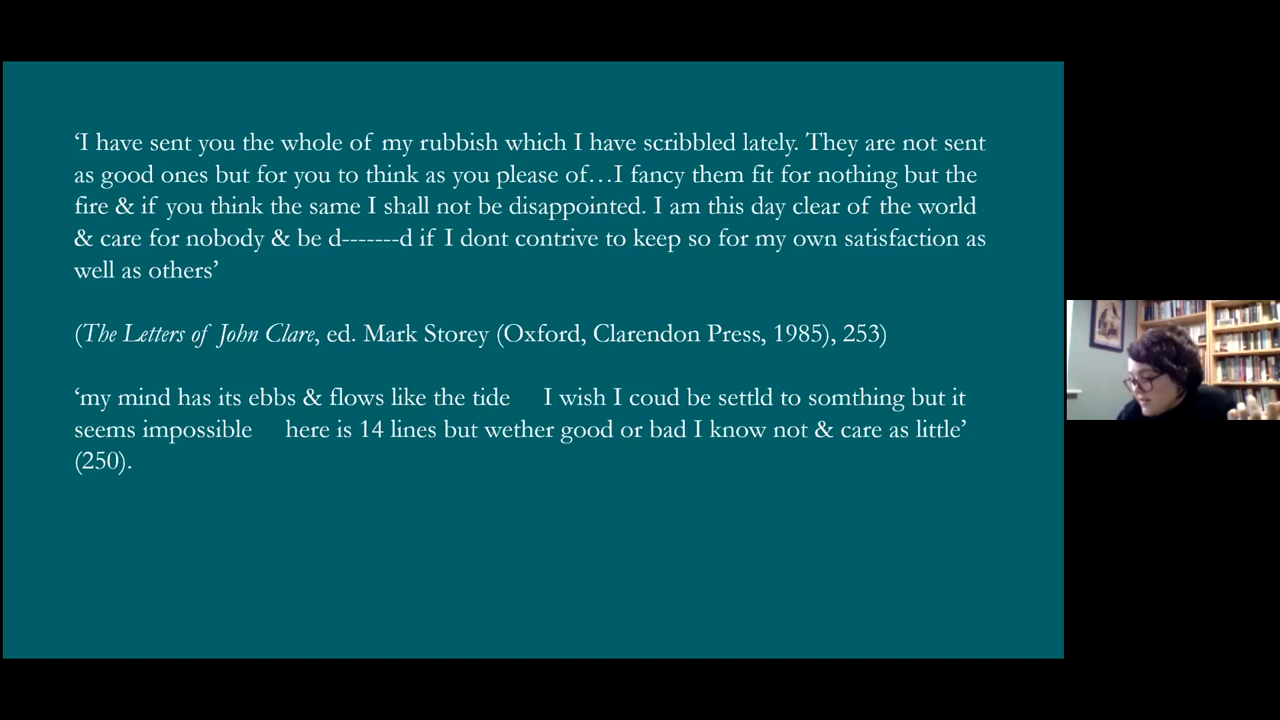 ‘I have sent you the whole of my rubbish which I have scribbled lately. They are not sent
as good ones but for you to think as you please of…I fancy them fit for nothing but the
fire & if you think the same I shall not be disappointed. I am this day clear of the world
& care for nobody & be d-------d if I dont contrive to keep so for my own satisfaction as
well as others’
(The Letters of John Clare, ed. Mark Storey (Oxford, Clarendon Press, 1985), 253)
‘my mind has its ebbs & flows like the tide I wish I coud be settld to somthing but it
seems impossible here is 14 lines but wether good or bad I know not & care as little’
(250).